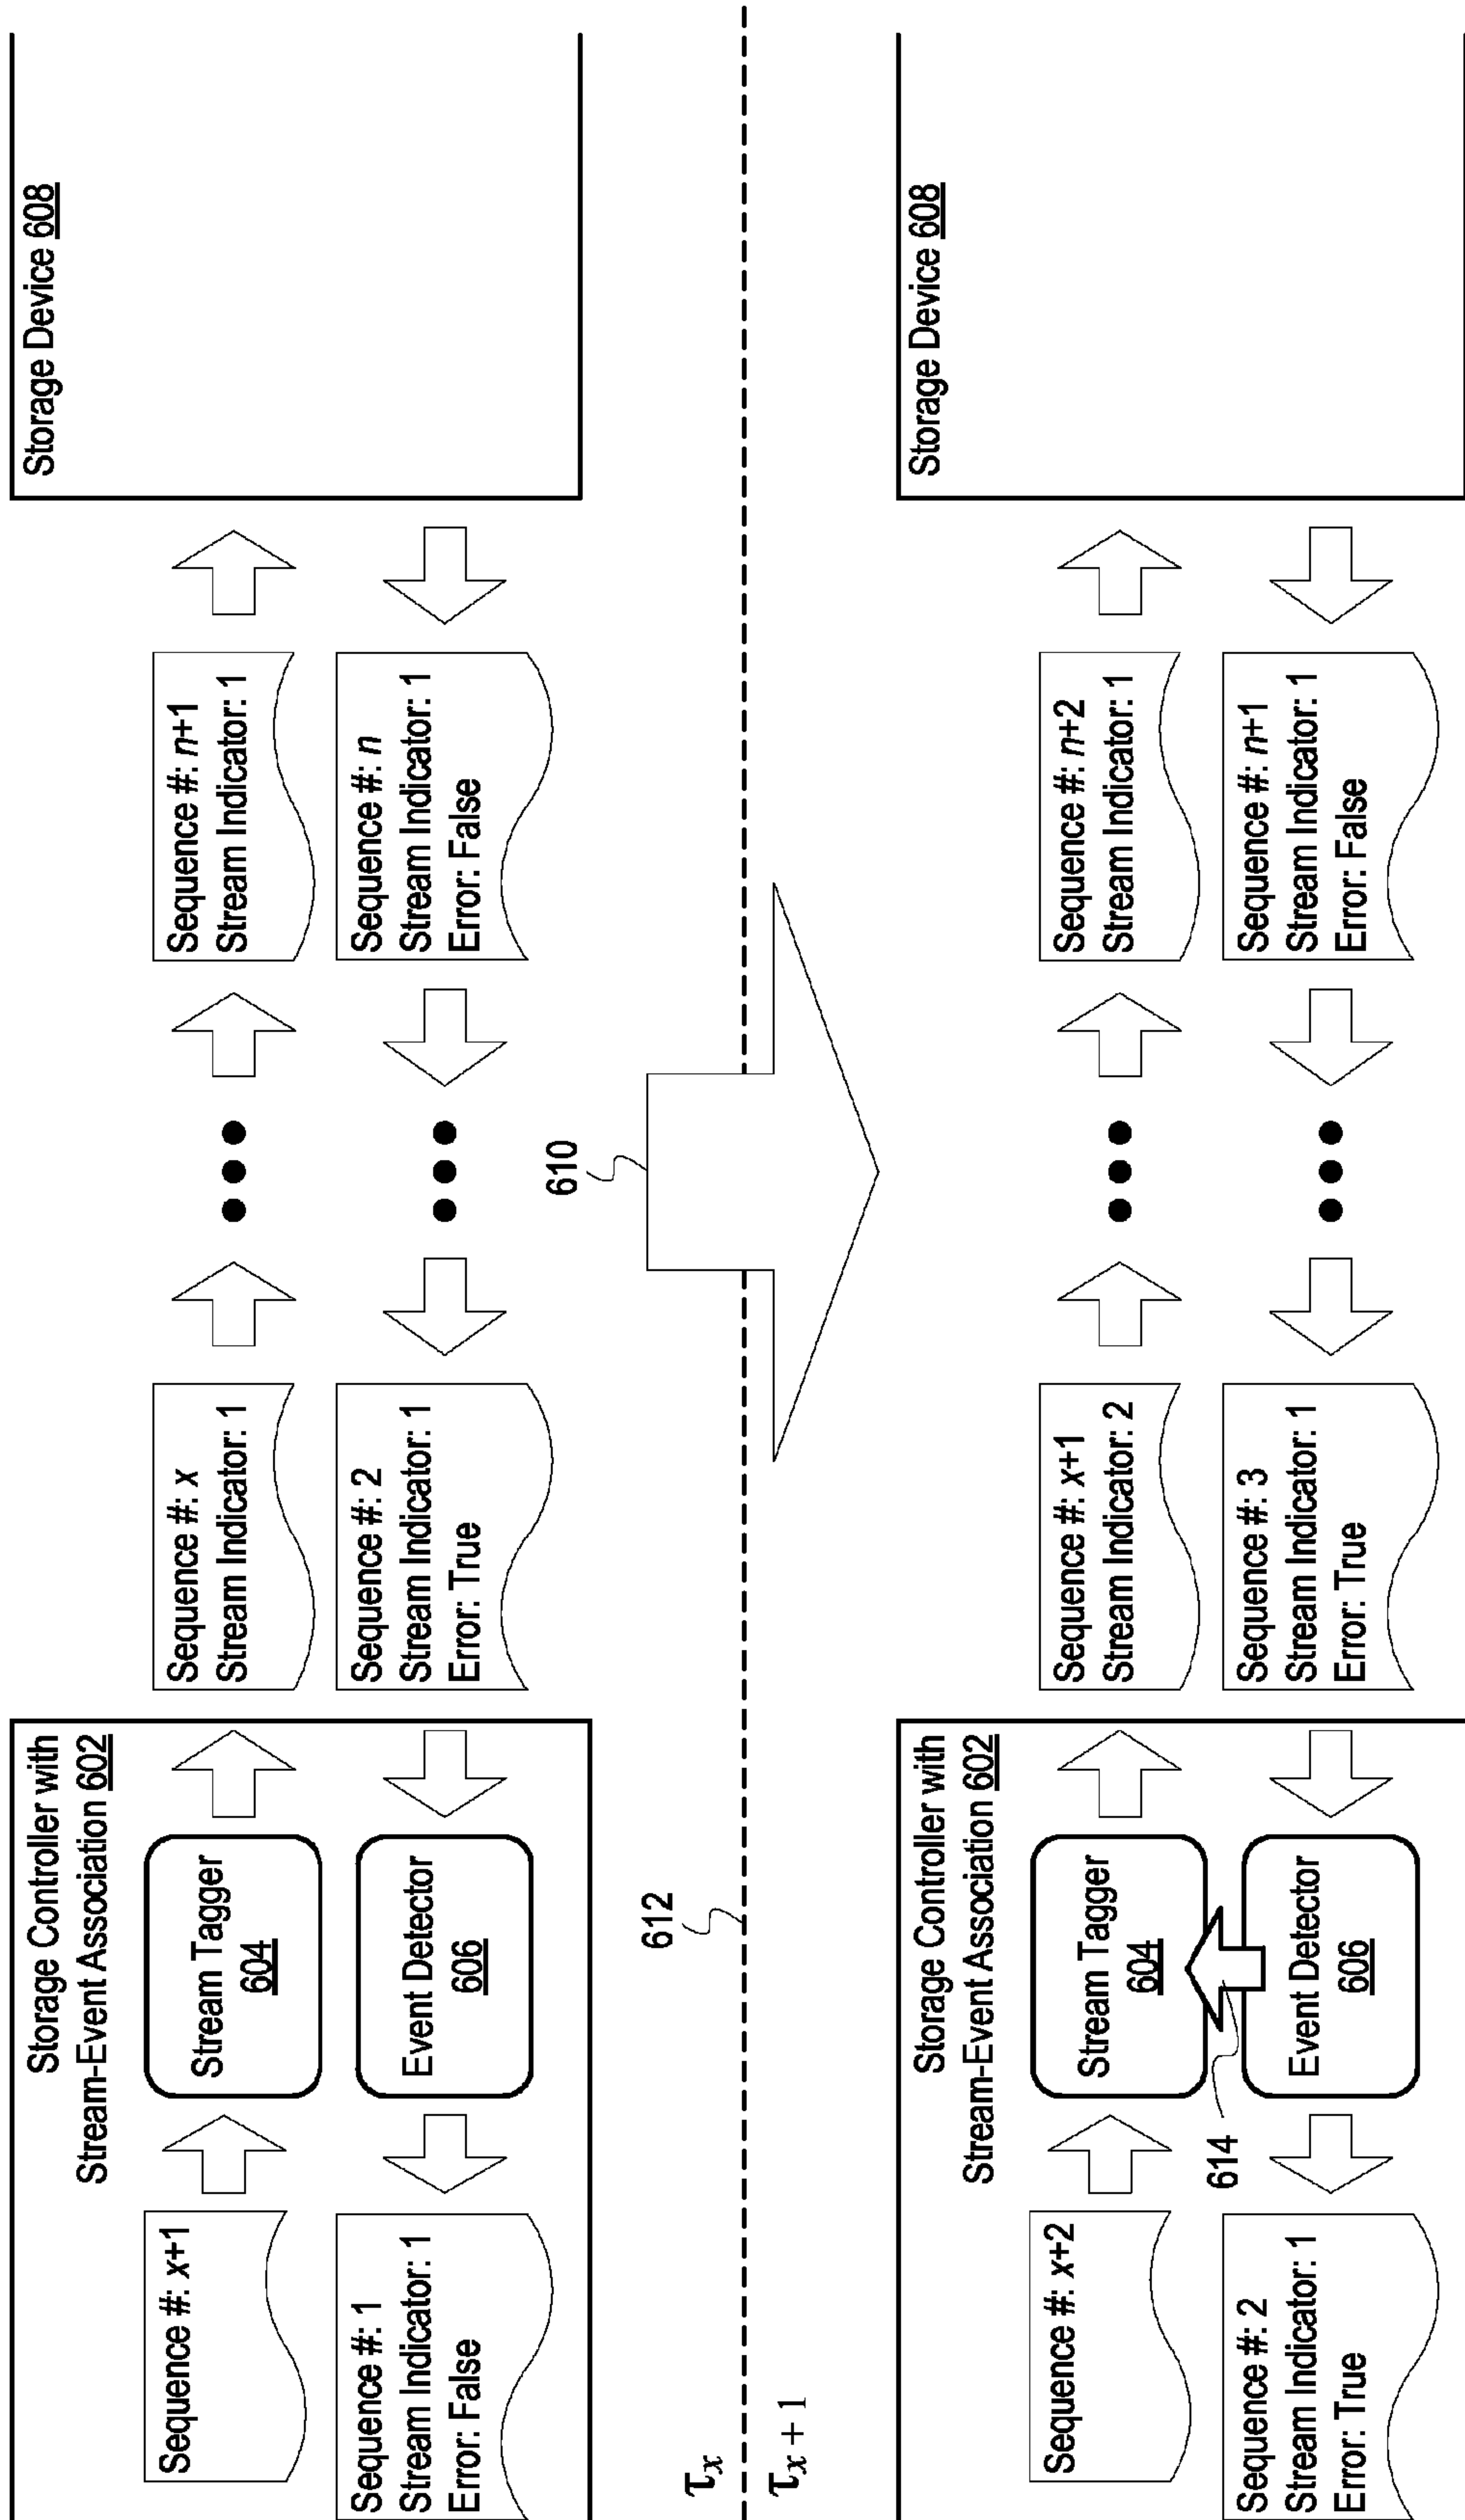 Storage Controller with
Stream-Event Association 602
Sequence #: x+1
Stream Tagger
604
Sequence #: x
Stream Indicator: 1
Sequence #: n+1
Stream Indicator: 1
Storage Device 608
Sequence #: 1
Stream Indicator: 1
Error: False
Event Detector
606
Sequence #: 2
Stream Indicator: 1
Error: True
Sequence #: n
Stream Indicator: 1
Error: False
610
612
τx
τx + 1
Storage Controller with
Stream-Event Association 602
Sequence #: x+2
Stream Tagger
604
Sequence #: x+1
Stream Indicator: 2
Sequence #: n+2
Stream Indicator: 1
Storage Device 608
614
Sequence #: 2
Stream Indicator: 1
Error: True
Event Detector
606
Sequence #: 3
Stream Indicator: 1
Error: True
Sequence #: n+1
Stream Indicator: 1
Error: False